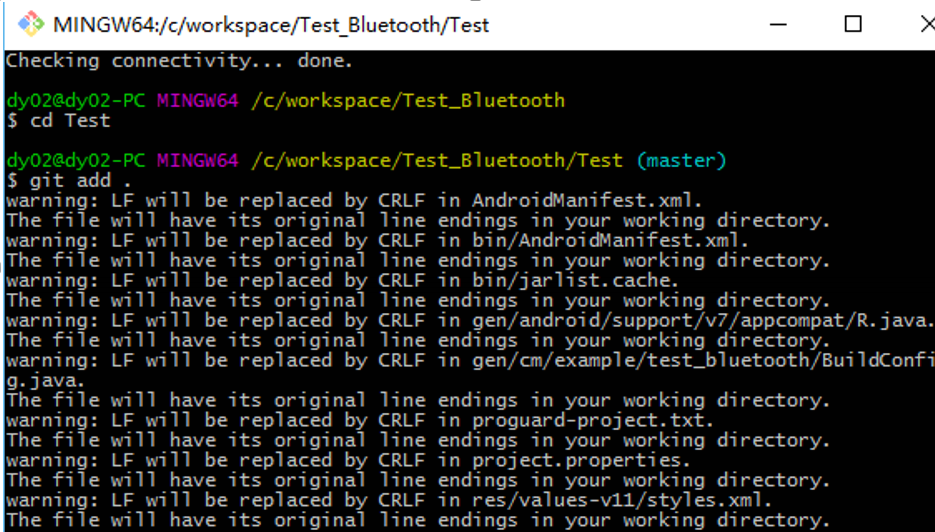 MINGW64:/c/workspace/Test_Bluetooth/Test
Checking connectivity... done.
dy02@dy02-PC MINGW64 /c/workspace/Test_Bluetooth
$ cd Test
dy02@dy02-PC MINGW64 /c/workspace/Test_Bluetooth/Test (master)
$ git add .
warning: LF will be replaced by CRLF in AndroidManifest.xml.
The file will have its original line endings in your working directory.
warning: LF will be replaced by CRLF in bin/AndroidManifest.xml.
The file will have its original line endings in your working directory.
warning: LF will be replaced by CRLF in bin/jarlist.cache.
The file will have its original line endings in your working directory.
warning: LF will be replaced by CRLF in gen/android/support/v7/appcompat/R.java.
The file will have its original line endings in your working directory.
warning: LF will be replaced by CRLF in gen/cm/example/test_bluetooth/BuildConfi
g.java.
The file will have its original line endings in your working directory.
warning: LF will be replaced by CRLF in proguard-project.txt.
The file will have its original line endings in your working directory.
warning: LF will be replaced by CRLF in project.properties.
The file will have its original line endings in your working directory.
warning: LF will be replaced by CRLF in res/values-v11/styles.xml.
The file will have its original line endings in your working directory.